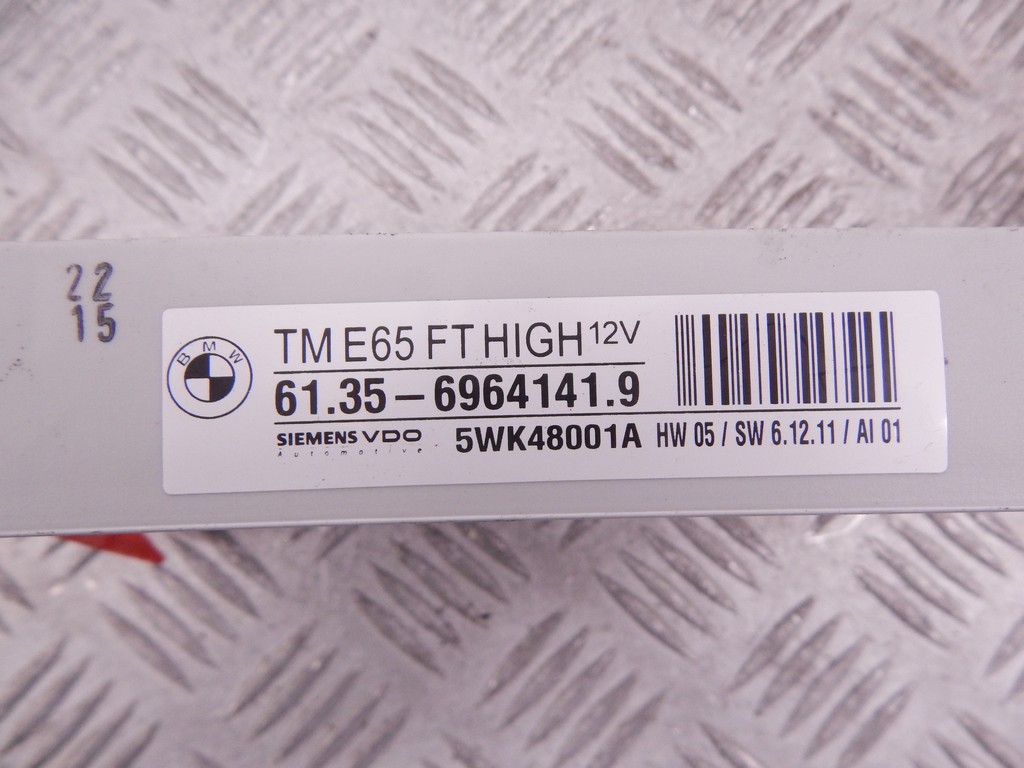 22
15
BMW
TM E65 FT HIGH 12V
61.35 – 6964141.9
SIEMENS VDO 5WK48001A HW 05 / SW 6.12.11 / AI 01
Automotive